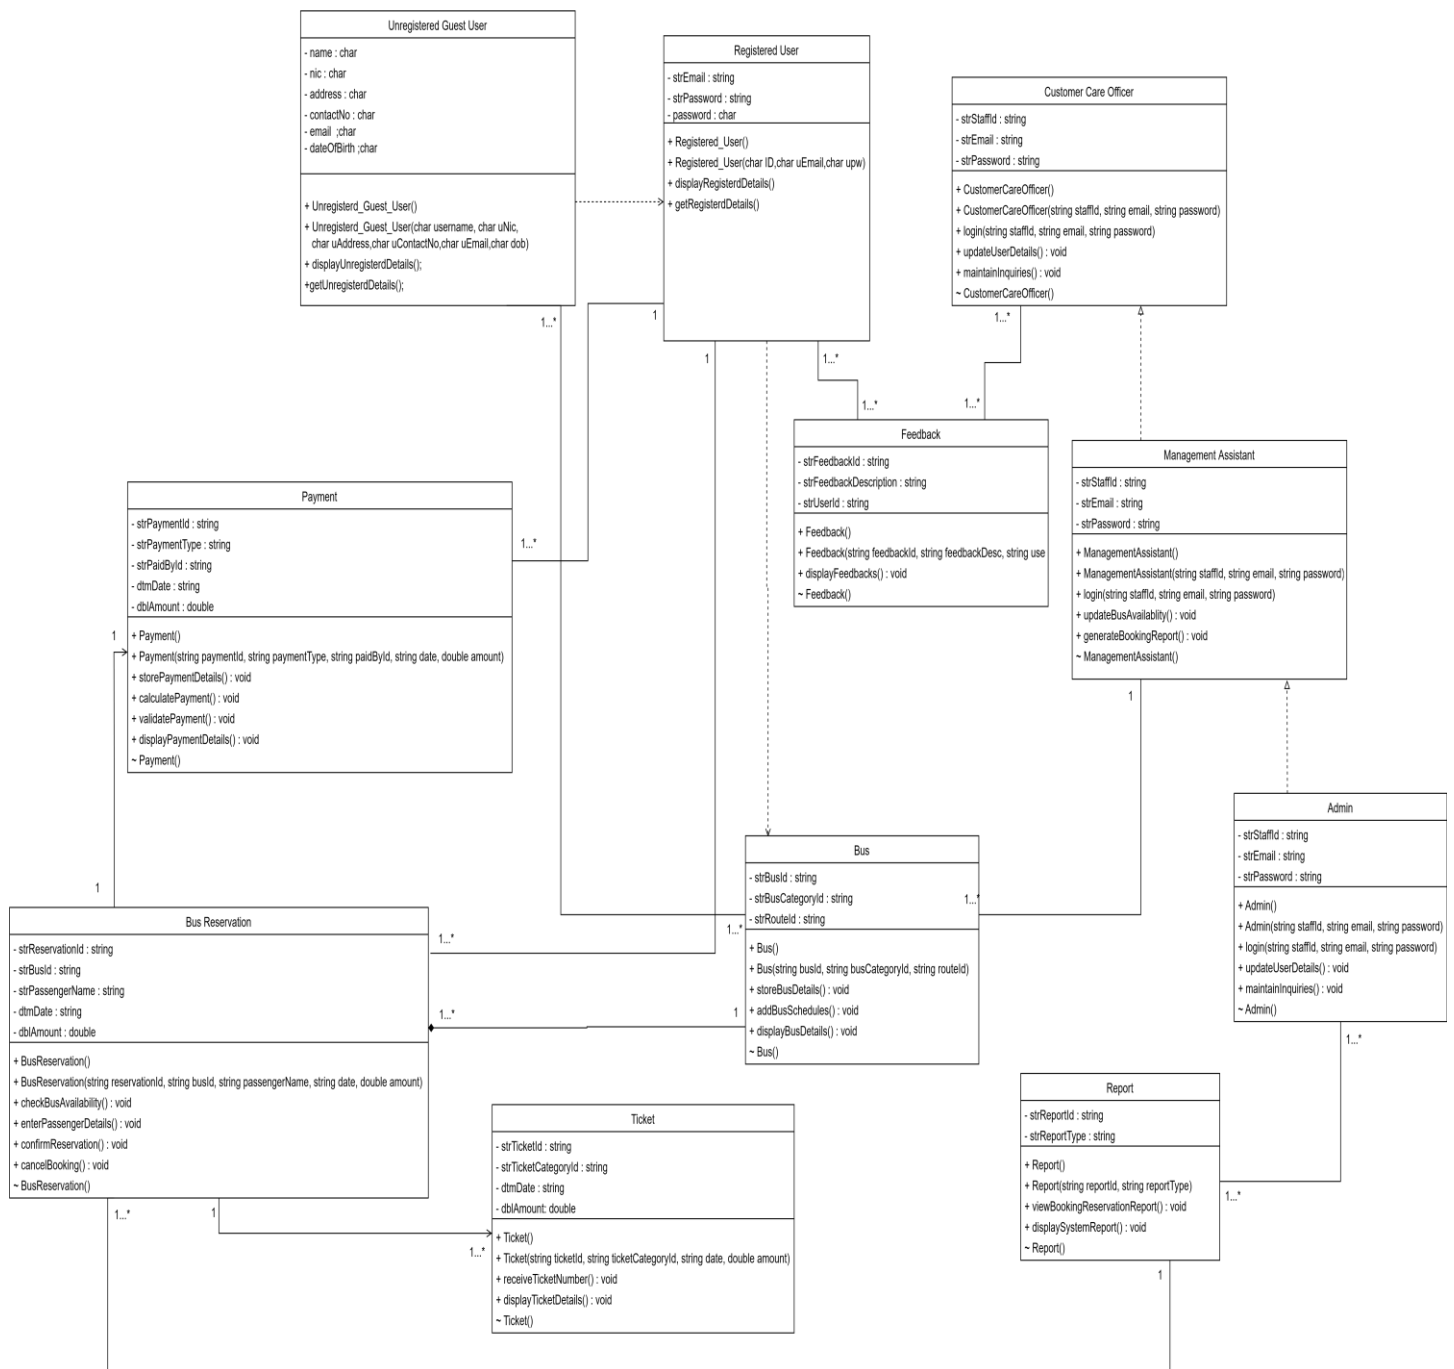 Unregistered Guest User
- name : char
- nic : char
- address : char
- contactNo : char
- email ;char
- dateOfBirth ;char
+ Unregisterd_Guest_User()
+ Unregisterd_Guest_User(char username, char uNic,
char uAddress,char uContactNo,char uEmail,char dob)
+ displayUnregisterdDetails();
+getUnregisterdDetails;
1...*
Registered User
- strEmail : string
- strPassword : string
- password : char
+ Registered_User()
+ Registered_User(char ID,char uEmail,char upw)
+ displayRegisterdDetails()
+ getRegisterdDetails()
1
1
1...*
Customer Care Officer
- strStaffId : string
- strEmail : string
- strPassword : string
+ CustomerCareOfficer()
+ CustomerCareOfficer(string staffId, string email, string password)
+ login(string staffId, string email, string password)
+ updateUserDetails() : void
+ maintainInquiries() : void
~ CustomerCareOfficer()
1...*
1...*
1...*
Feedback
- strFeedbackId : string
- strFeedbackDescription : string
- strUserId : string
+ Feedback()
+ Feedback(string feedbackId, string feedbackDesc, string use
+ displayFeedbacks() : void
~ Feedback()
Management Assistant
- strStaffId : string
- strEmail : string
- strPassword : string
+ ManagementAssistant()
+ ManagementAssistant(string staffId, string email, string password)
+ login(string staffId, string email, string password)
+ updateBusAvailablity() : void
+ generateBookingReport() : void
~ ManagementAssistant()
1
Payment
- strPaymentId : string
- strPaymentType : string
- strPaidById : string
- dtmDate : string
- dblAmount : double
+ Payment()
+ Payment(string paymentId, string paymentType, string paidById, string date, double amount)
+ storePaymentDetails() : void
+ calculatePayment() : void
+ validatePayment() : void
+ displayPaymentDetails() : void
~ Payment()
1...*
1
1
Admin
- strStaffId : string
- strEmail : string
- strPassword : string
+ Admin()
+ Admin(string staffId, string email, string password)
+ login(string staffId, string email, string password)
+ updateUserDetails() : void
+ maintainInquiries() : void
~ Admin()
1...*
Bus
- strBusId : string
- strBusCategoryId : string
- strRouteId : string
+ Bus()
+ Bus(string busId, string busCategoryId, string routeId)
+ storeBusDetails() : void
+ addBusSchedules() : void
+ displayBusDetails() : void
~ Bus()
1...*
1...*
1
Bus Reservation
- strReservationId : string
- strBusId : string
- strPassengerName : string
- dtmDate : string
- dblAmount : double
+ BusReservation()
+ BusReservation(string reservationId, string busId, string passengerName, string date, double amount)
+ checkBusAvailability() : void
+ enterPassengerDetails() : void
+ confirmReservation() : void
+ cancelBooking() : void
~ BusReservation()
1...*
1...*
1...*
1
1...*
Ticket
- strTicketId : string
- strTicketCategoryId : string
- dtmDate : string
- dblAmount: double
+ Ticket()
+ Ticket(string ticketId, string ticketCategoryId, string date, double amount)
+ receiveTicketNumber() : void
+ displayTicketDetails() : void
~ Ticket()
Report
- strReportId : string
- strReportType : string
+ Report()
+ Report(string reportId, string reportType)
+ viewBookingReservationReport() : void
+ displaySystemReport() : void
~ Report()
1...*
1